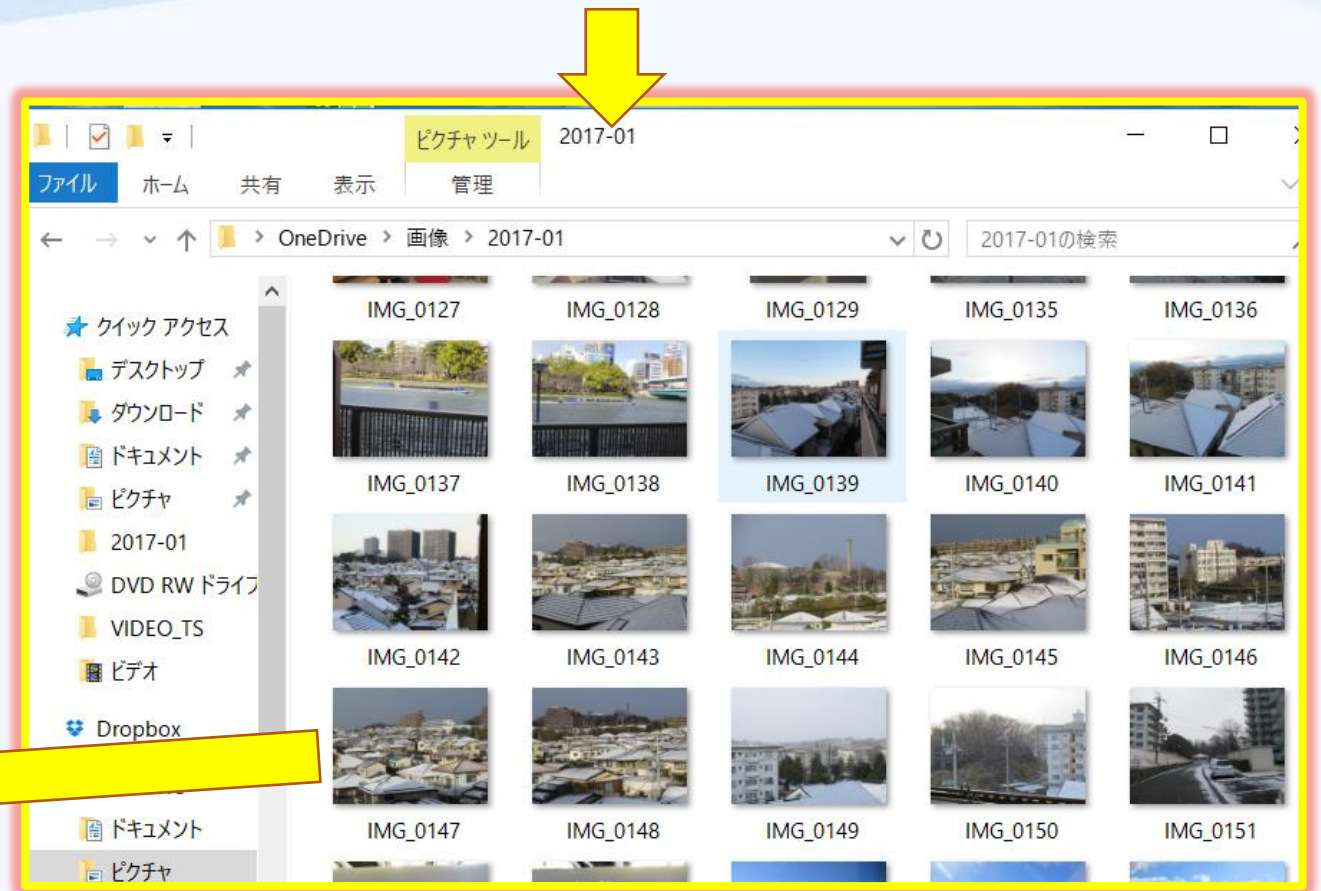 ピクチャ ツール 2017-01
ファイル ホーム 共有 表示 管理
OneDrive 画像 2017-01 2017-01の検索
クイック アクセス
デスクトップ
ダウンロード
ドキュメント
ピクチャ
2017-01
DVD RW ドライブ
VIDEO_TS
ビデオ
Dropbox
ドキュメント
ピクチャ
IMG_0127 IMG_0128 IMG_0129 IMG_0135 IMG_0136
IMG_0137 IMG_0138 IMG_0139 IMG_0140 IMG_0141
IMG_0142 IMG_0143 IMG_0144 IMG_0145 IMG_0146
IMG_0147 IMG_0148 IMG_0149 IMG_0150 IMG_0151